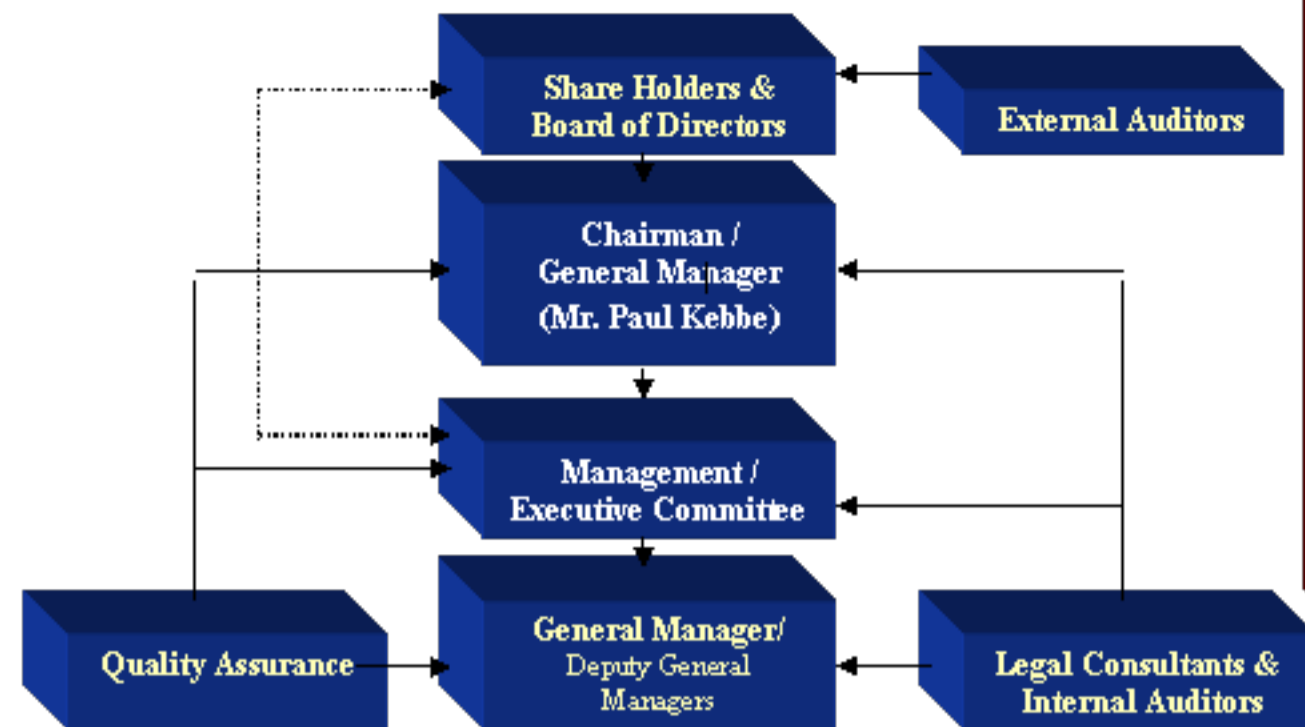 Share Holders &
Board of Directors
External Auditors
Chairman /
General Manager
(Mr. Paul Kebbe)
Management /
Executive Committee
Quality Assurance
General Manager/
Deputy General
Managers
Legal Consultants &
Internal Auditors